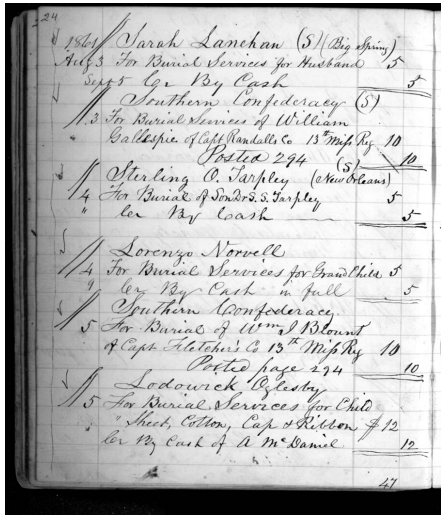 24
1861 Sarah Lanehan (S) (Big Spring)
Aug 3 For Burial Services for Husband 5
Sept 5 Cr By Cash 5
Southern Confederacy (S)
3 For Burial Services of William
Gallespie of Capt Randalls Co 13th Miss Reg 10
Posted 294 10
Sterling O. Tarpley (S) (New Orleans)
4 For Burial of Son Dr S. S. Tarpley 5
" Cr By Cash 5
Lorenzo Norvell
4 For Burial Services for Grand Child 5
" Cr By Cash in full 5
Southern Confederacy
5 For Burial of Wm J Blount
of Capt Fletcher's Co 13th Miss Reg 10
Posted page 294 10
Lodowick Oglesby
5 For Burial Services for Child
" Sheet, Cotton, Cap & Ribbon $12
Cr By Cash of A McDaniel 12
47